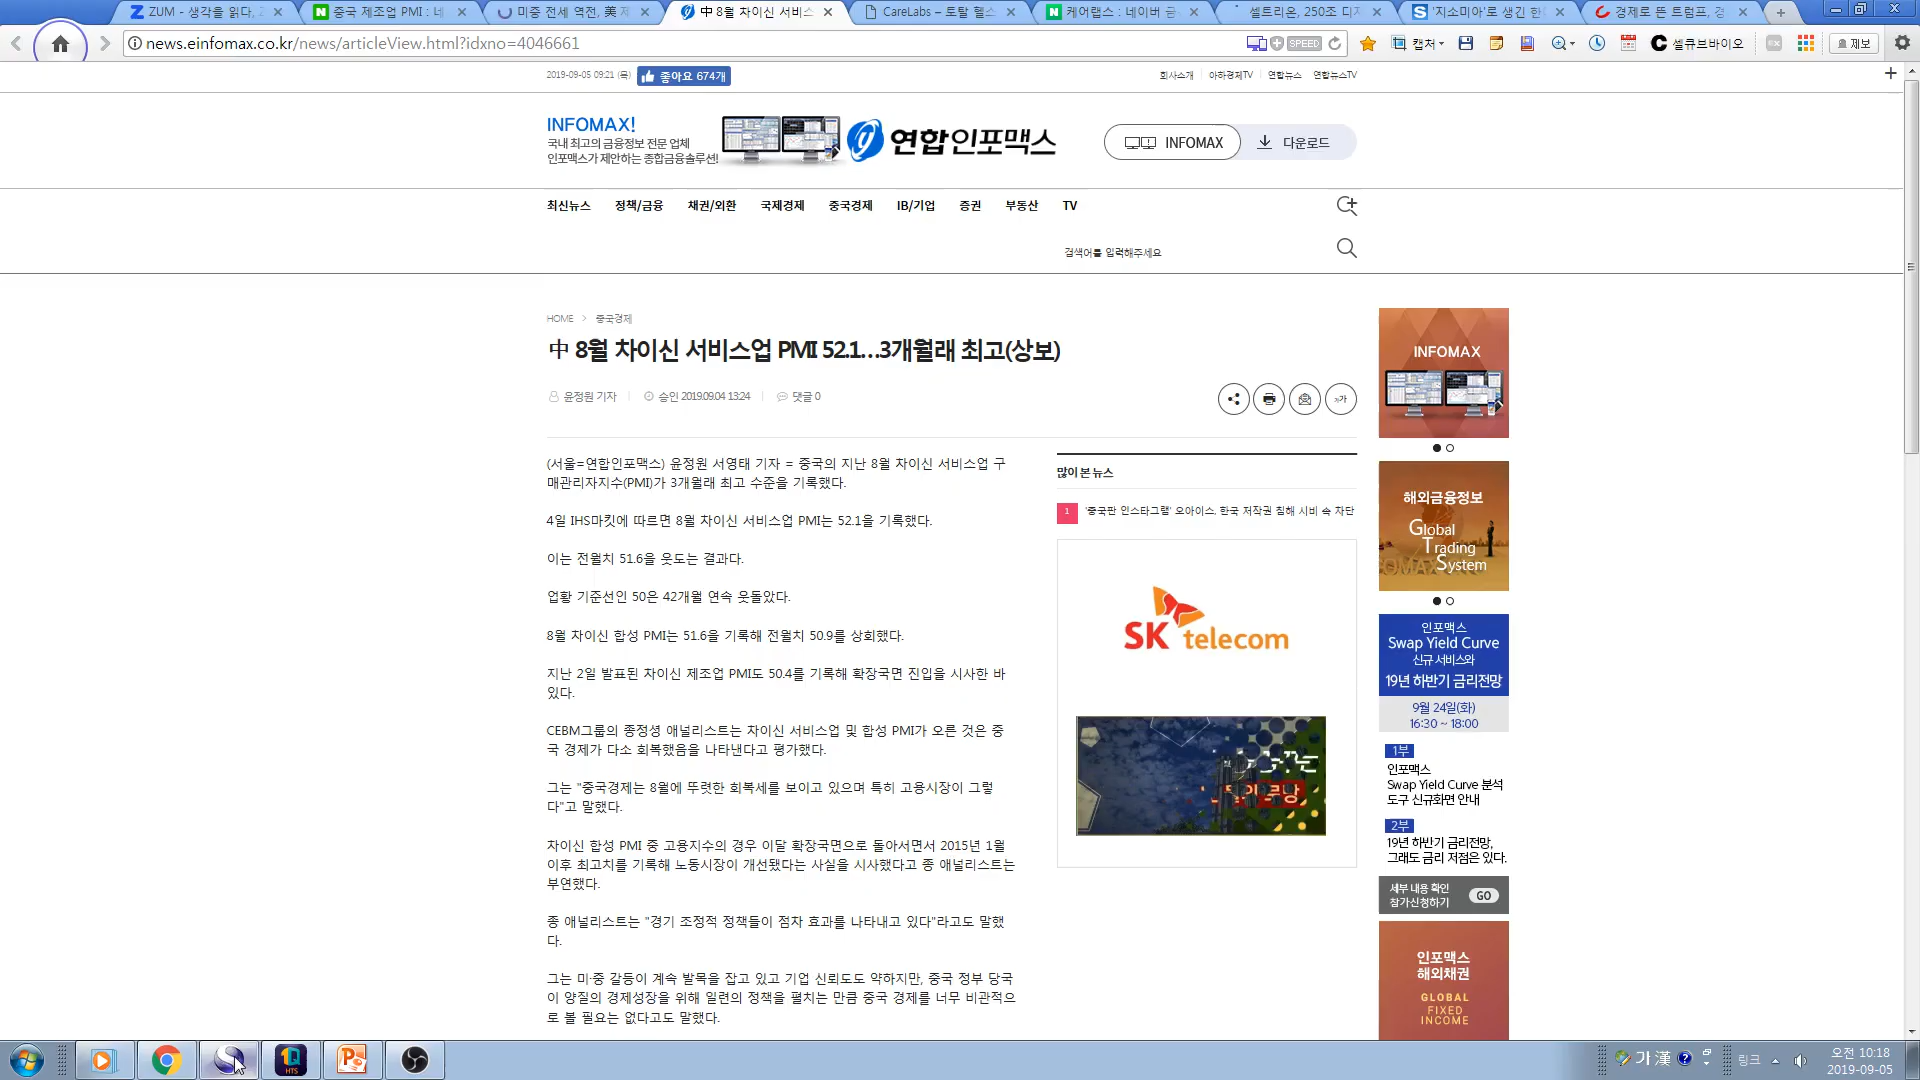 ZUM - 생각을 읽다,
중국 제조업 PMI : 네
미중 전세 역전, 美 제
中 8월 차이신 서비스
CareLabs – 토탈 헬스
케어랩스 : 네이버 금
셀트리온, 250조 디지
'지소미아'로 생긴 한
경제로 뜬 트럼프, 경
news.einfomax.co.kr/news/articleView.html?idxno=4046661
SPEED
캡처
셀큐브바이오
제보
2019-09-05 09:21 (목)
좋아요 674개
회사소개
아하경제TV
연합뉴스
연합뉴스TV
INFOMAX!
국내 최고의 금융정보 전문 업체
인포맥스가 제안하는 종합금융솔루션!
연합인포맥스
INFOMAX
다운로드
최신뉴스
정책/금융
채권/외환
국제경제
중국경제
IB/기업
증권
부동산
TV
검색어를 입력해주세요
HOME > 중국경제
中 8월 차이신 서비스업 PMI 52.1…3개월래 최고(상보)
윤정원 기자
승인 2019.09.04 13:24
댓글 0
가가
(서울=연합인포맥스) 윤정원 서영태 기자 = 중국의 지난 8월 차이신 서비스업 구
매관리자지수(PMI)가 3개월래 최고 수준을 기록했다.
4일 IHS마킷에 따르면 8월 차이신 서비스업 PMI는 52.1을 기록했다.
이는 전월치 51.6을 웃도는 결과다.
업황 기준선인 50은 42개월 연속 웃돌았다.
8월 차이신 합성 PMI는 51.6을 기록해 전월치 50.9를 상회했다.
지난 2일 발표된 차이신 제조업 PMI도 50.4를 기록해 확장국면 진입을 시사한 바
있다.
CEBM그룹의 종정셩 애널리스트는 차이신 서비스업 및 합성 PMI가 오른 것은 중
국 경제가 다소 회복했음을 나타낸다고 평가했다.
그는 "중국경제는 8월에 뚜렷한 회복세를 보이고 있으며 특히 고용시장이 그렇
다"고 말했다.
차이신 합성 PMI 중 고용지수의 경우 이달 확장국면으로 돌아서면서 2015년 1월
이후 최고치를 기록해 노동시장이 개선됐다는 사실을 시사했다고 종 애널리스트는
부연했다.
종 애널리스트는 "경기 조정적 정책들이 점차 효과를 나타내고 있다"라고도 말했
다.
그는 미·중 갈등이 계속 발목을 잡고 있고 기업 신뢰도도 약하지만, 중국 정부 당국
이 양질의 경제성장을 위해 일련의 정책을 펼치는 만큼 중국 경제를 너무 비관적으
로 볼 필요는 없다고도 말했다.
많이 본 뉴스
1 '중국판 인스타그램' 오아이스, 한국 저작권 침해 시비 속 차단
SK telecom
INFOMAX
해외금융정보
Global
Trading
System
인포맥스
Swap Yield Curve
신규 서비스와
19년 하반기 금리전망
9월 24일(화)
16:30 ~ 18:00
1부
인포맥스
Swap Yield Curve 분석
도구 신규화면 안내
2부
19년 하반기 금리전망,
그래도 금리 저점은 있다.
세부 내용 확인
참가신청하기
GO
인포맥스
해외채권
GLOBAL
FIXED
INCOME
HTS
가 漢
링크
오전 10:18
2019-09-05